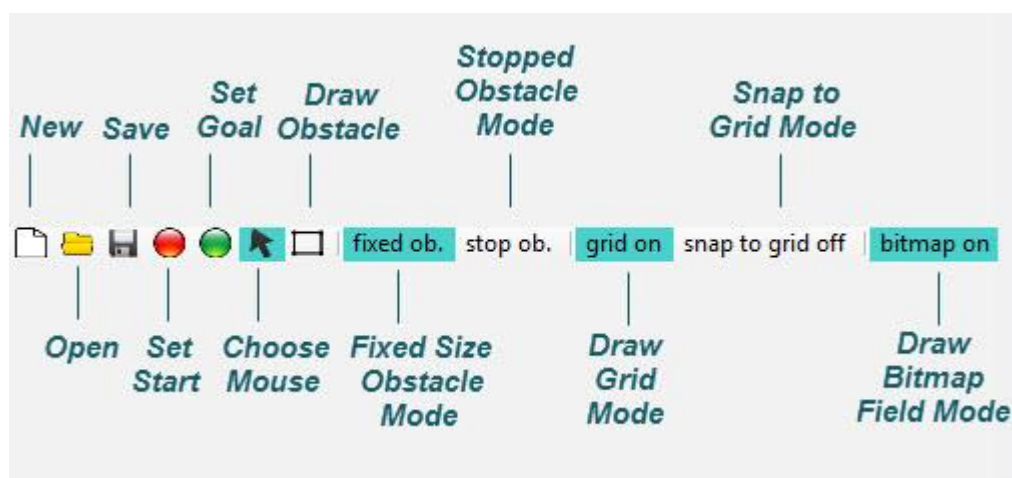 New
Save
Set
Goal
Draw
Obstacle
Stopped
Obstacle
Mode
Snap to
Grid Mode
fixed ob.
stop ob.
grid on
snap to grid off
bitmap on
Open
Set
Start
Choose
Mouse
Fixed Size
Obstacle
Mode
Draw
Grid
Mode
Draw
Bitmap
Field Mode